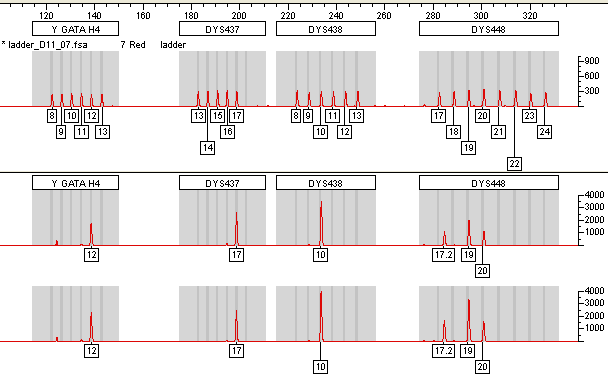 120 140 160 180 200 220 240 260 280 300 320
Y GATA H4 DYS437 DYS438 DYS448
* ladder_D11_07.fsa 7 Red ladder
900
600
300
8 10 12 13 15 17 8 9 11 13 17 20 23
9 11 13 16 10 12 18 21 24
14 19
22
Y GATA H4 DYS437 DYS438 DYS448
4000
3000
2000
1000
12 17 10 17.2 19
20
4000
3000
2000
1000
12 17 17.2 19
10 20